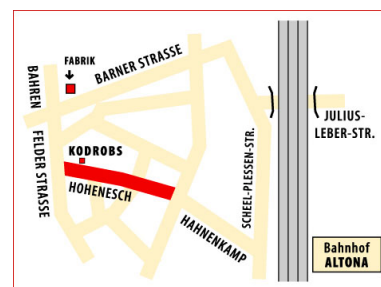 FABRIK
BARNER STRASSE
BAHREN
FELDER STRASSE
JULIUS-
LEBER-STR.
KODROBS
HOHENESCH
SCHEEL-PLESSEN-STR.
HAHNENKAMP
Bahnhof
ALTONA